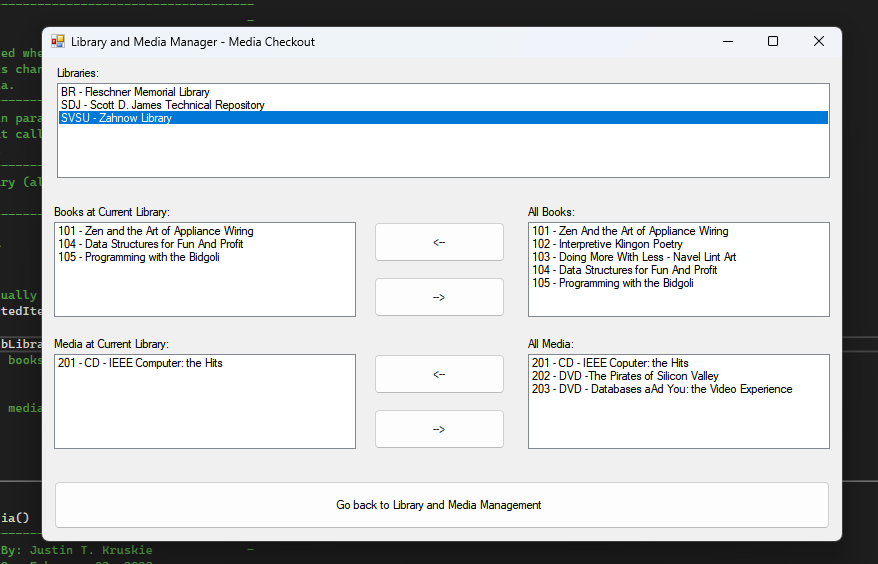 ed whe
Library and Media Manager - Media Checkout
s char
a.
Libraries:
BR - Fleschner Memorial Library
SDJ - Scott D. James Technical Repository
SVSU - Zahnow Library
n para
t call
ry (al
Books at Current Library:
101 - Zen and the Art of Appliance Wiring
104 - Data Structures for Fun And Profit
105 - Programming with the Bidgoli
<--
-->
All Books:
101 - Zen And the Art of Appliance Wiring
102 - Interpretive Klingon Poetry
103 - Doing More With Less - Navel Lint Art
104 - Data Structures for Fun And Profit
105 - Programming with the Bidgoli
ually
tedIte
bLibra
books
media
Media at Current Library:
201 - CD - IEEE Computer: the Hits
<--
-->
All Media:
201 - CD - IEEE Coputer: the Hits
202 - DVD -The Pirates of Silicon Valley
203 - DVD - Databases aAd You: the Video Experience
Go back to Library and Media Management
ia()
By: Justin T. Kruskie